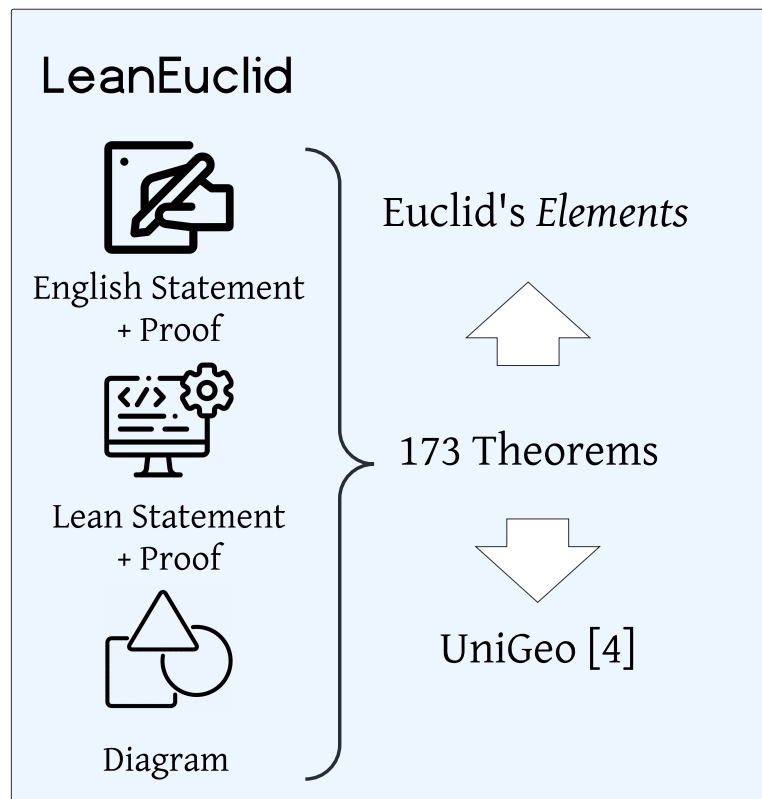 LeanEuclid
English Statement
+ Proof
</>
Lean Statement
+ Proof
Diagram
Euclid's Elements
173 Theorems
UniGeo [4]